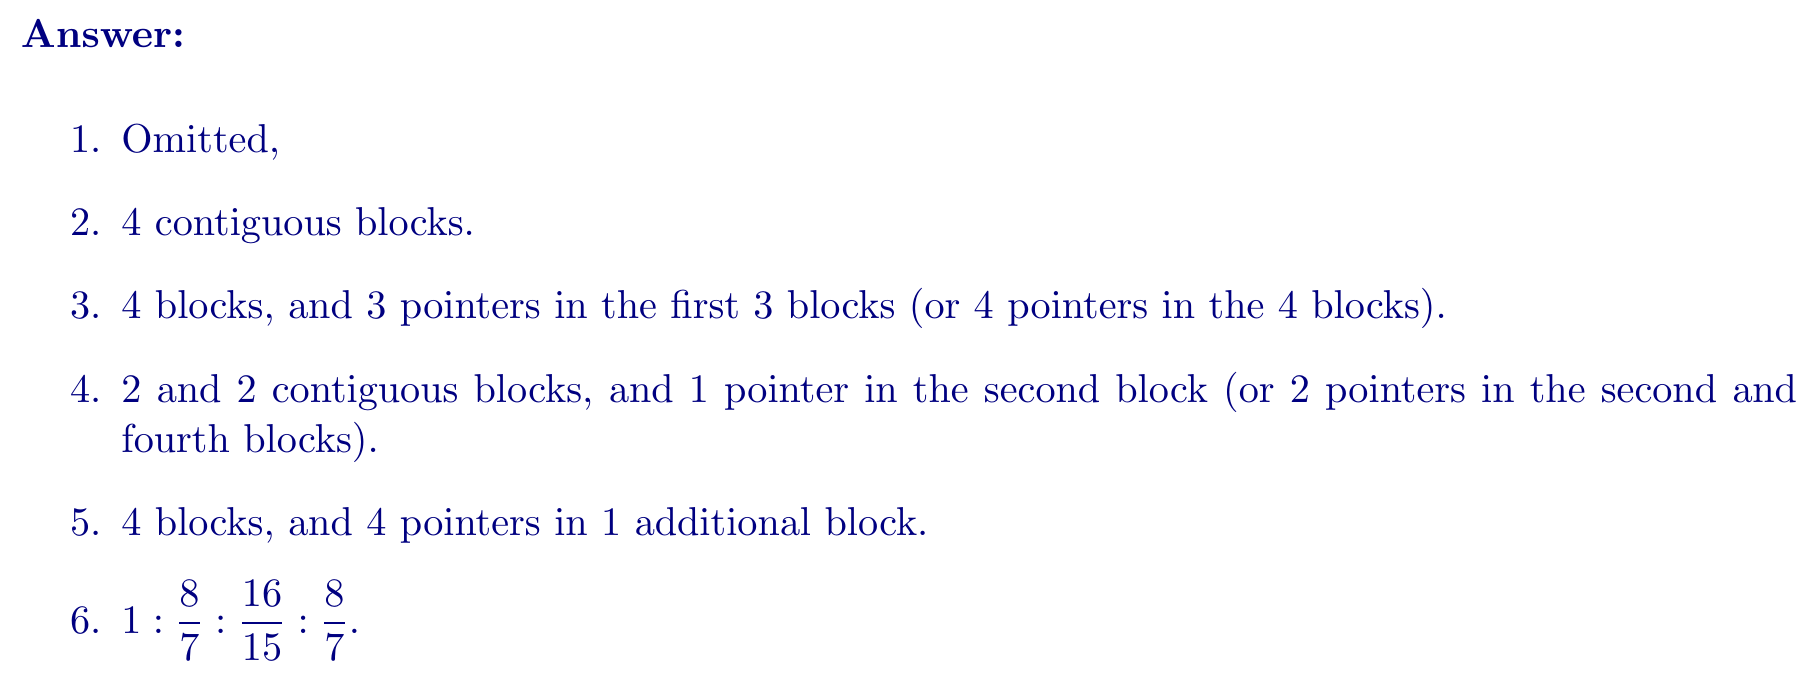 Answer:
1. Omitted,
2. 4 contiguous blocks.
3. 4 blocks, and 3 pointers in the first 3 blocks (or 4 pointers in the 4 blocks).
4. 2 and 2 contiguous blocks, and 1 pointer in the second block (or 2 pointers in the second and
fourth blocks).
5. 4 blocks, and 4 pointers in 1 additional block.
6. 1 : 8/7 : 16/15 : 8/7.